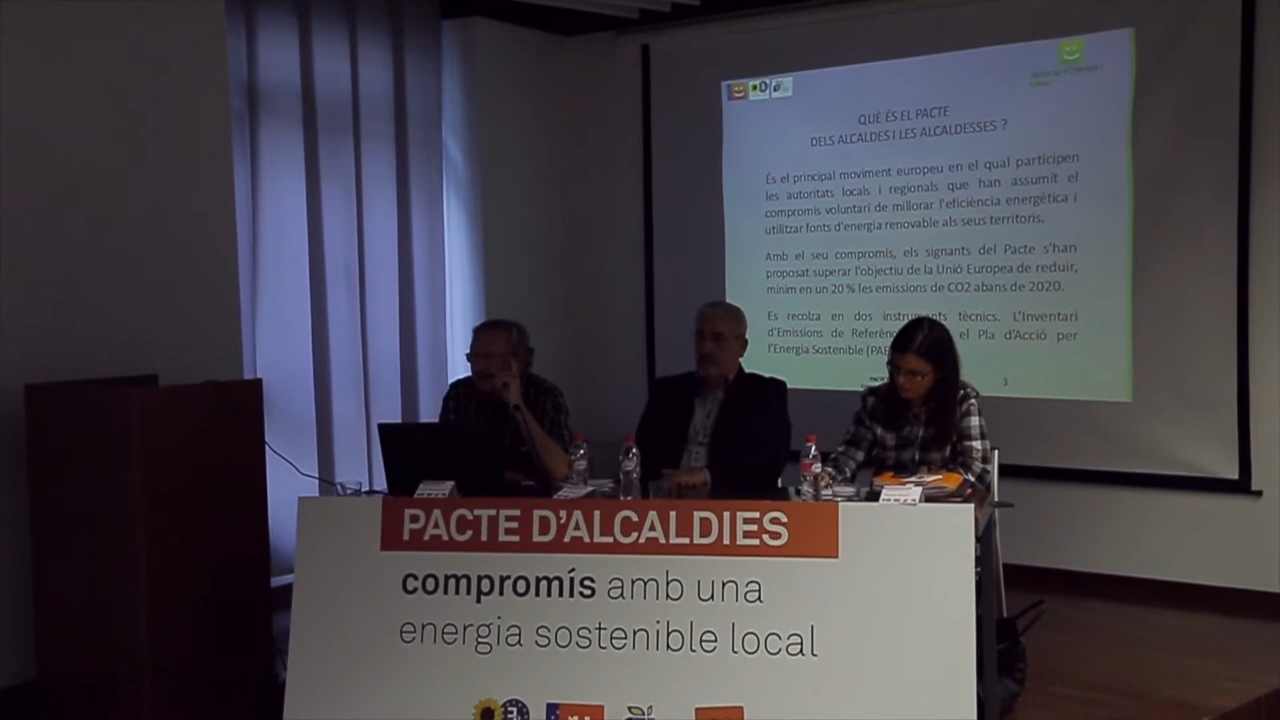 QUÈ ÉS EL PACTE
DELS ALCALDES I LES ALCALDESSES ?
És el principal moviment europeu en el qual participen
les autoritats locals i regionals que han assumit el
compromís voluntari de millorar l'eficiència energètica i
utilitzar fonts d'energia renovable als seus territoris.
Amb el seu compromís, els signants del Pacte s'han
proposat superar l'objectiu de la Unió Europea de reduir,
mínim en un 20 % les emissions de CO2 abans de 2020.
Es recolza en dos instruments tècnics. L'Inventari
d'Emissions de el Pla d'Acció per
l'Energia Sostenible
3
PACTE D'ALCALDIES
compromís amb una
energia sostenible local